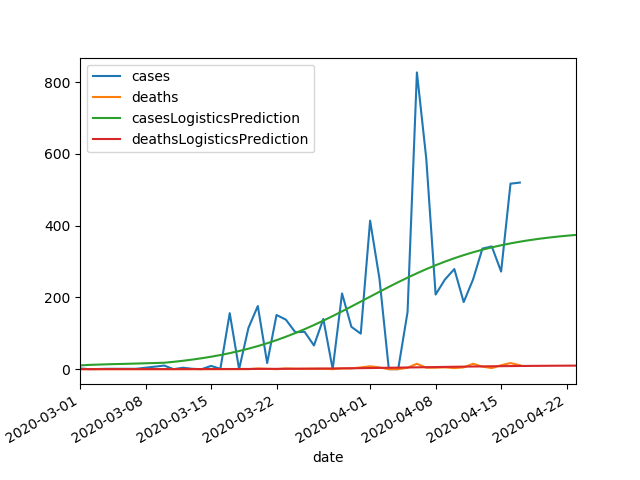 cases
deaths
casesLogisticsPrediction
deathsLogisticsPrediction
800
600
400
200
0
2020-03-01
2020-03-08
2020-03-15
2020-03-22
2020-04-01
2020-04-08
2020-04-15
2020-04-22
date